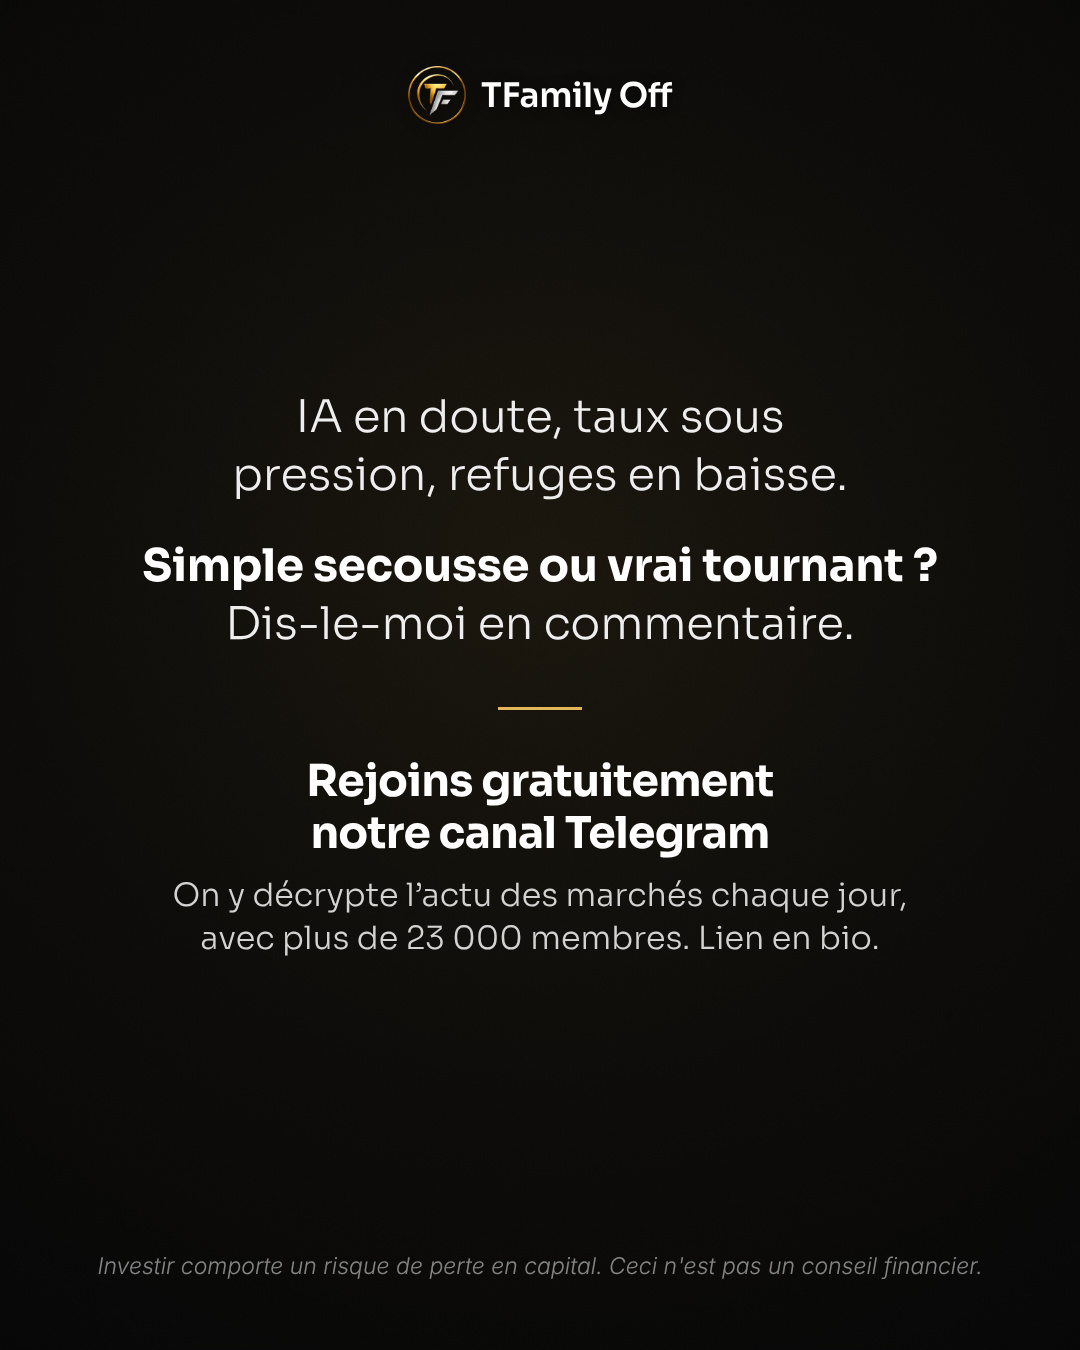 TF TFamily Off
IA en doute, taux sous
pression, refuges en baisse.
Simple secousse ou vrai tournant ?
Dis-le-moi en commentaire.
Rejoins gratuitement
notre canal Telegram
On y décrypte l’actu des marchés chaque jour,
avec plus de 23 000 membres. Lien en bio.
Investir comporte un risque de perte en capital. Ceci n'est pas un conseil financier.